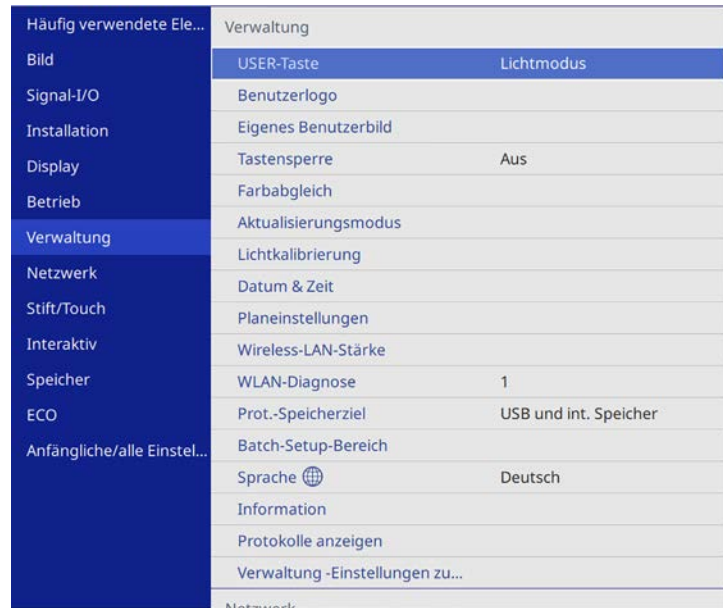 Häufig verwendete Ele...
Bild
Signal-I/O
Installation
Display
Betrieb
Verwaltung
Netzwerk
Stift/Touch
Interaktiv
Speicher
ECO
Anfängliche/alle Einstel...
Verwaltung
USER-Taste Lichtmodus
Benutzerlogo
Eigenes Benutzerbild
Tastensperre Aus
Farbabgleich
Aktualisierungsmodus
Lichtkalibrierung
Datum & Zeit
Planeinstellungen
Wireless-LAN-Stärke
WLAN-Diagnose 1
Prot.-Speicherziel USB und int. Speicher
Batch-Setup-Bereich
Sprache Deutsch
Information
Protokolle anzeigen
Verwaltung -Einstellungen zu...
Netzwerk